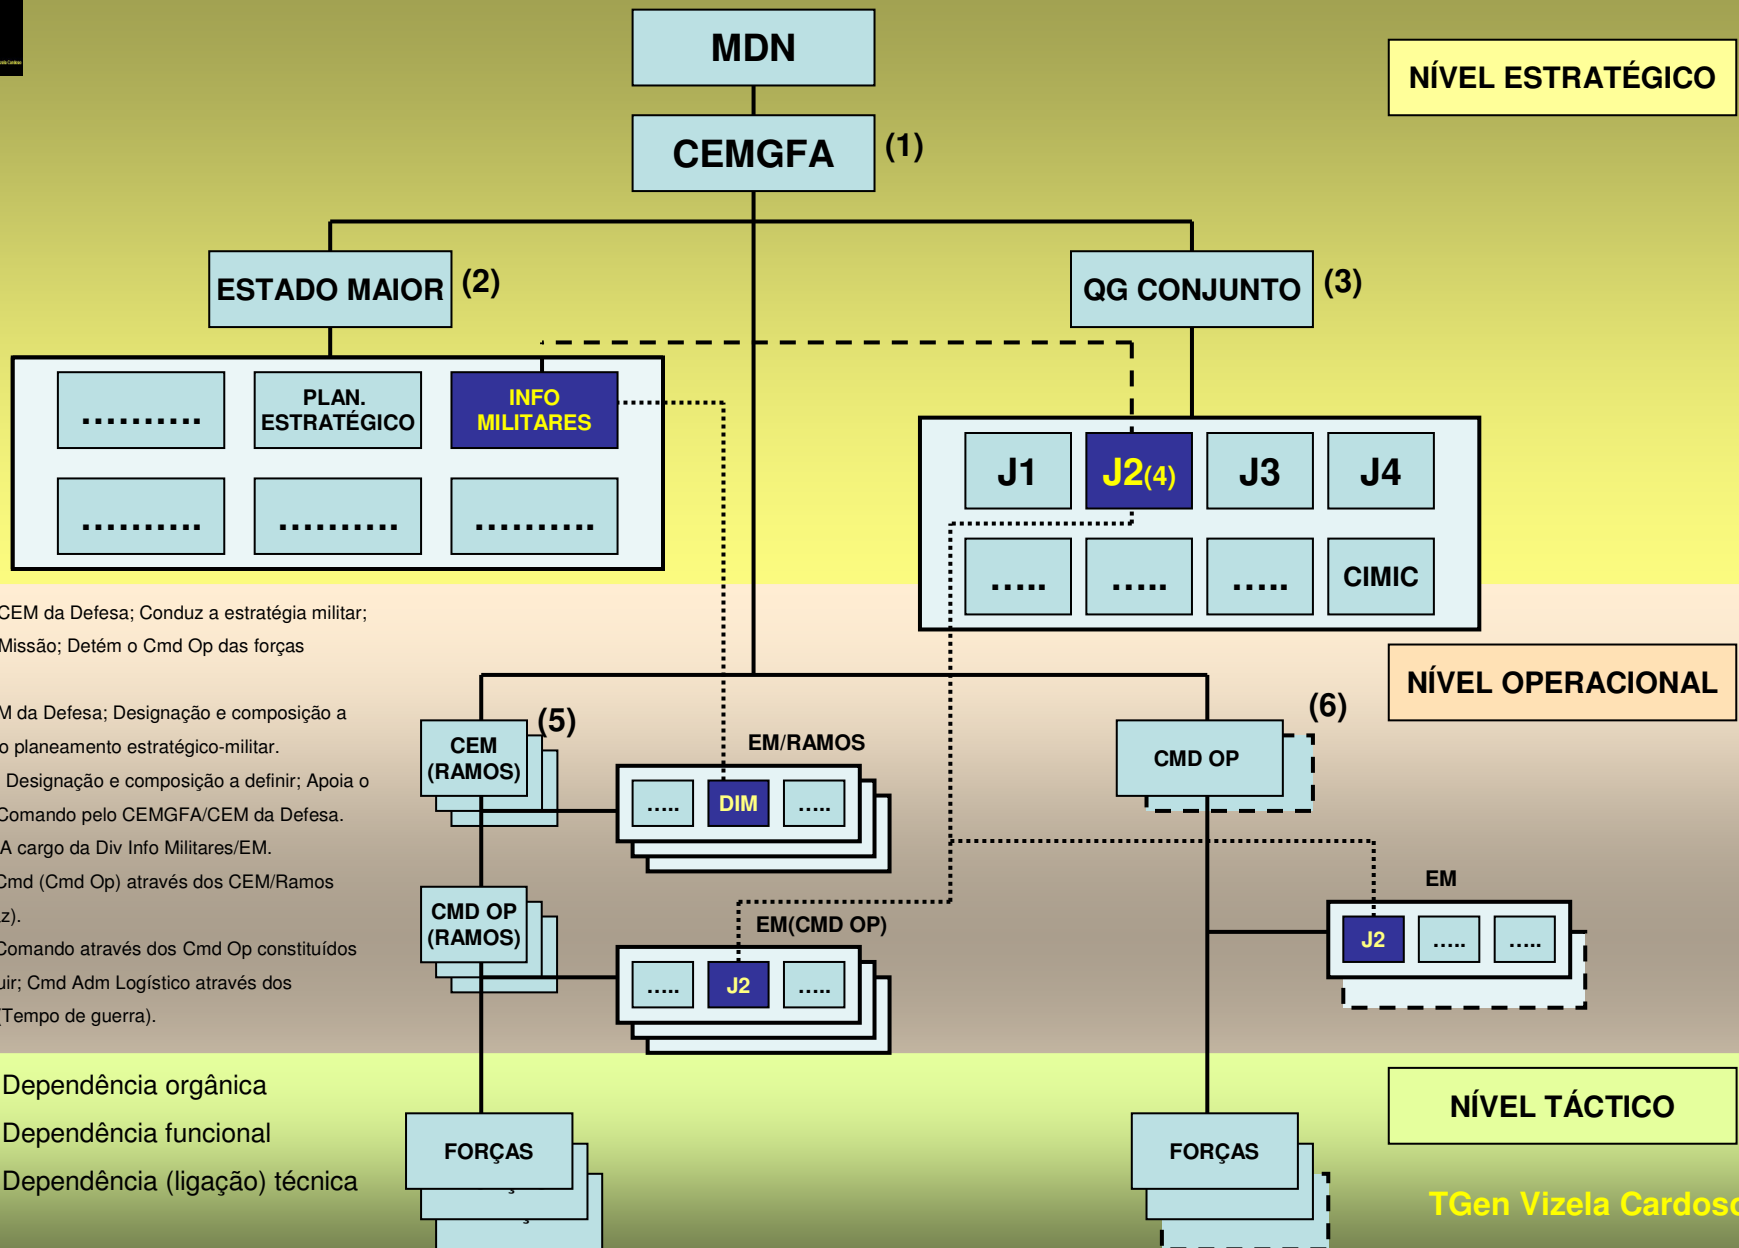 MDN
NÍVEL ESTRATÉGICO
CEMGFA
(1)
ESTADO MAIOR
(2)
QG CONJUNTO
(3)
..........
PLAN.
ESTRATÉGICO
INFO
MILITARES
..........
..........
..........
J1
J2(4)
J3
J4
.....
.....
.....
CIMIC
CEM da Defesa; Conduz a estratégia militar;
Missão; Detém o Cmd Op das forças
M da Defesa; Designação e composição a
o planeamento estratégico-militar.
Designação e composição a definir; Apoia o
Comando pelo CEMGFA/CEM da Defesa.
A cargo da Div Info Militares/EM.
Cmd (Cmd Op) através dos CEM/Ramos
z).
Comando através dos Cmd Op constituídos
uir; Cmd Adm Logístico através dos
(Tempo de guerra).
NÍVEL OPERACIONAL
CEM
(RAMOS)
(5)
EM/RAMOS
.....
DIM
.....
CMD OP
(6)
CMD OP
(RAMOS)
EM(CMD OP)
.....
J2
.....
EM
J2
.....
.....
Dependência orgânica
Dependência funcional
Dependência (ligação) técnica
FORÇAS
FORÇAS
NÍVEL TÁCTICO
TGen Vizela Cardoso